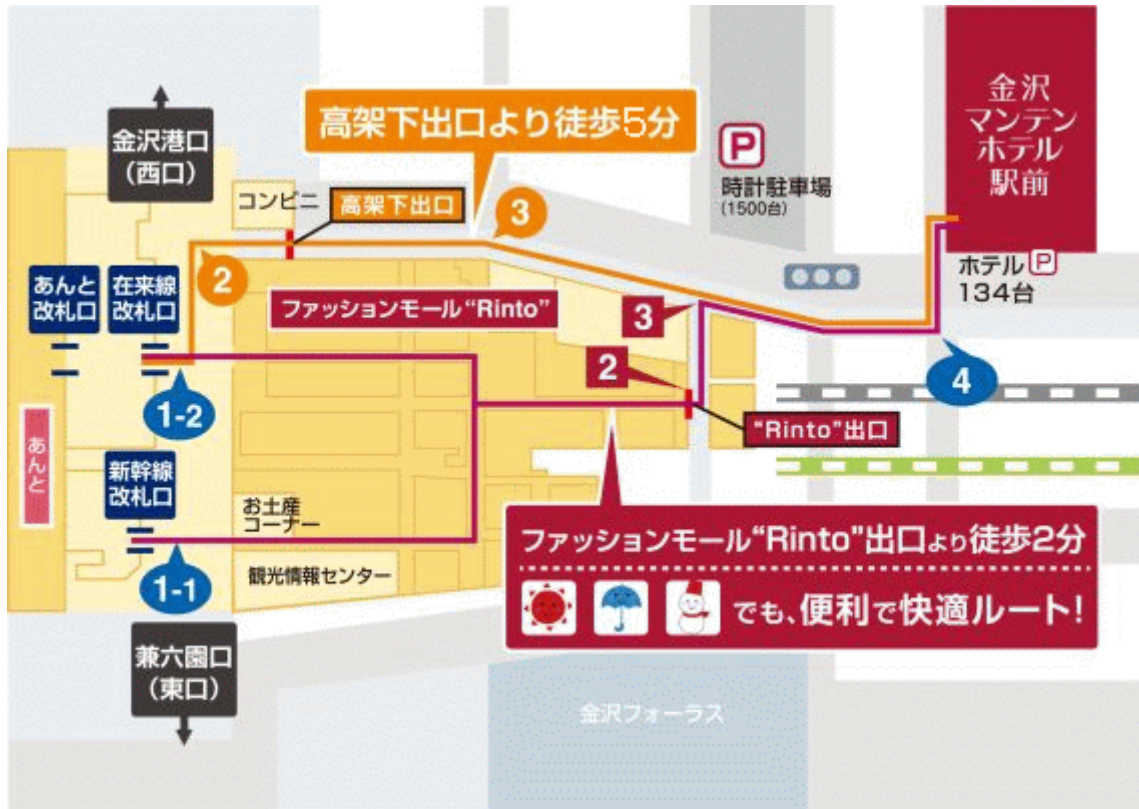 金沢港口
(西口)
高架下出口より徒歩5分
P
時計駐車場
(1500台)
金沢
マンテン
ホテル
駅前
コンビニ
高架下出口
3
2
あんと
改札口
在来線
改札口
ファッションモール“Rinto”
ホテル P
134台
3
2
4
1-2
“Rinto”出口
あんと
新幹線
改札口
お土産
コーナー
1-1
観光情報センター
ファッションモール“Rinto”出口より徒歩2分
でも、便利で快適ルート!
兼六園口
(東口)
金沢フォーラス